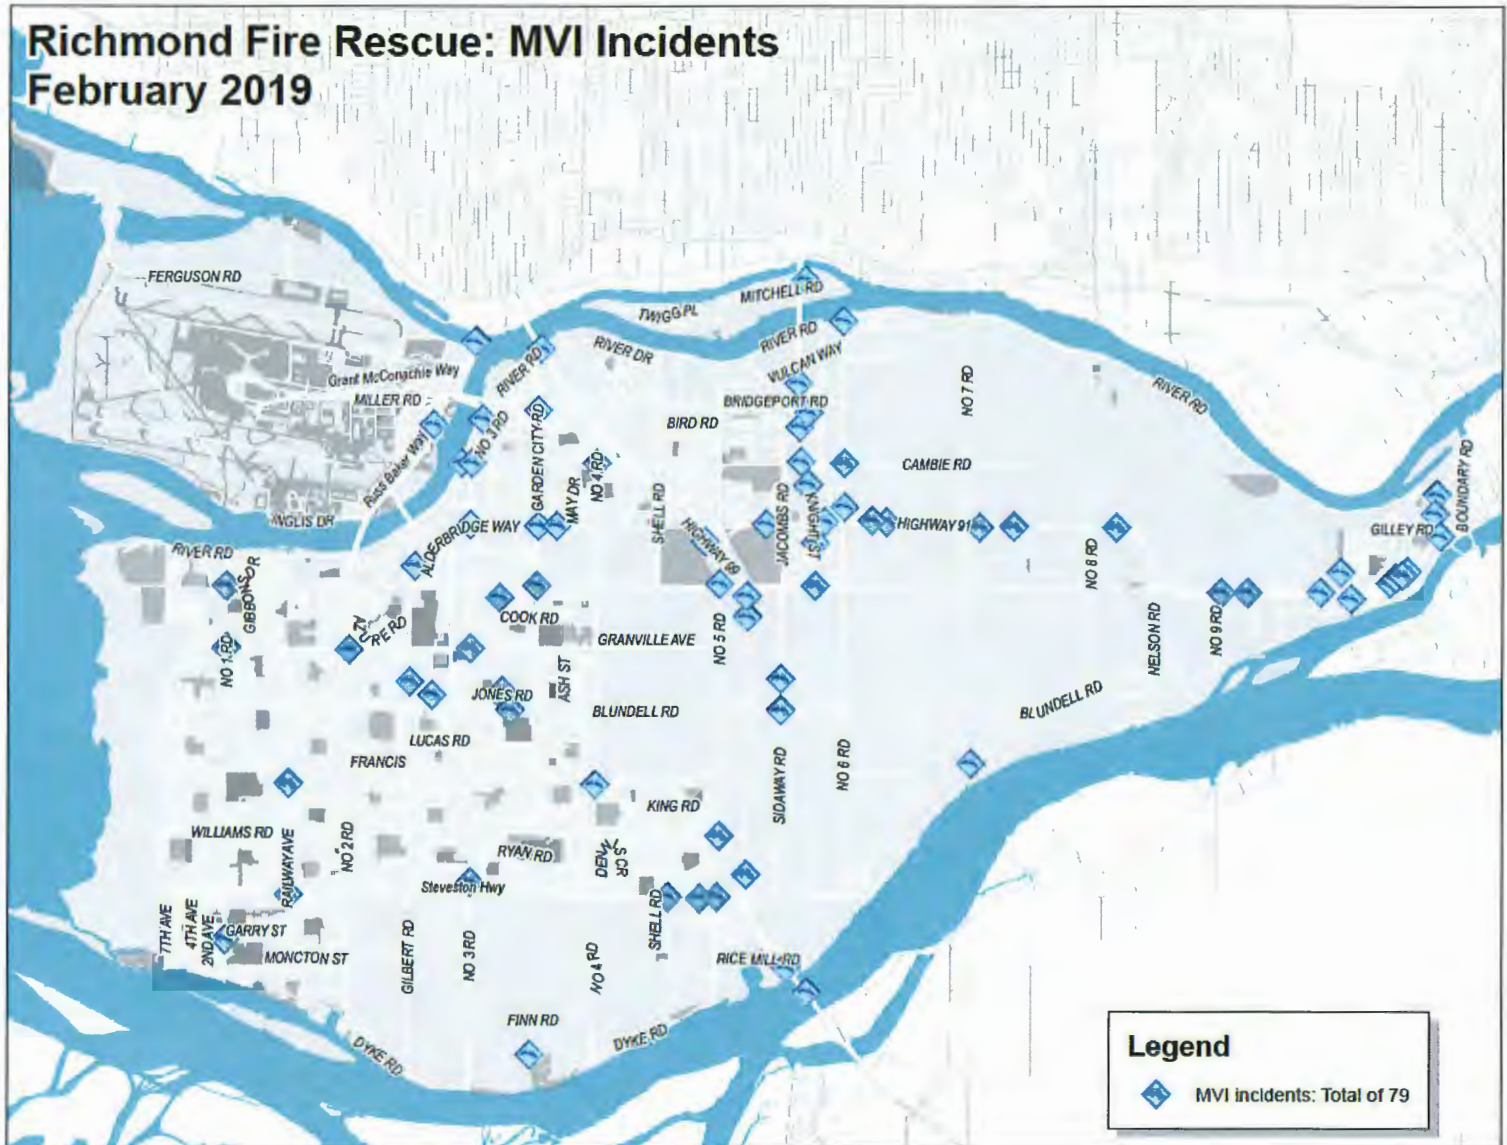 Richmond Fire Rescue: MVI Incidents
February 2019
FERGUSON RD
MITCHELL RD
TWIGG PL
RIVER DR
RIVER RD
VULCAN WAY
RIVER RD
Grant McConachie Way
MILLER RD
NO 7 RD
RIVER RD
BRIDGEPORT RD
BIRD RD
NO 3 RD
GARDEN CITY RD
Russ Baker Way
CAMBIE RD
NO 4 RD
MAY DR
BOUNDARY RD
SHELL RD
JACOMBS RD
KNIGHT ST
INGLIS DR
ALDERBRIDGE WAY
HIGHWAY 99
HIGHWAY 91
GILLEY RD
RIVER RD
GIBBONS DR
NO 8 RD
COOK RD
GRANVILLE AVE
NO 5 RD
NELSON RD
NO 9 RD
NO 1 RD
ASH ST
JONES RD
BLUNDELL RD
BLUNDELL RD
LUCAS RD
FRANCIS
SIDAWAY RD
NO 6 RD
KING RD
WILLIAMS RD
RAILWAY AVE
NO 2 RD
RYAN RD
Steveston Hwy
7TH AVE
4TH AVE
2ND AVE
GARRY ST
MONCTON ST
GILBERT RD
NO 3 RD
NO 4 RD
SHELL RD
RICE MILL RD
FINN RD
DYKE RD
DYKE RD
Legend
MVI incidents: Total of 79